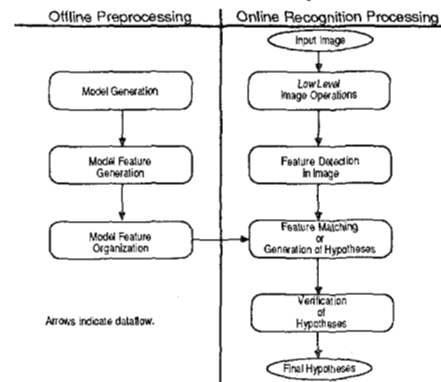 Offline Preprocessing
Online Recognition Processing
Input Image
Low Level
Image Operations
Model Generation
Model Feature
Generation
Feature Detection
in Image
Model Feature
Organization
Feature Matching
or
Generation of Hypotheses
Verification
of
Hypotheses
Arrows indicate dataflow.
Final Hypotheses